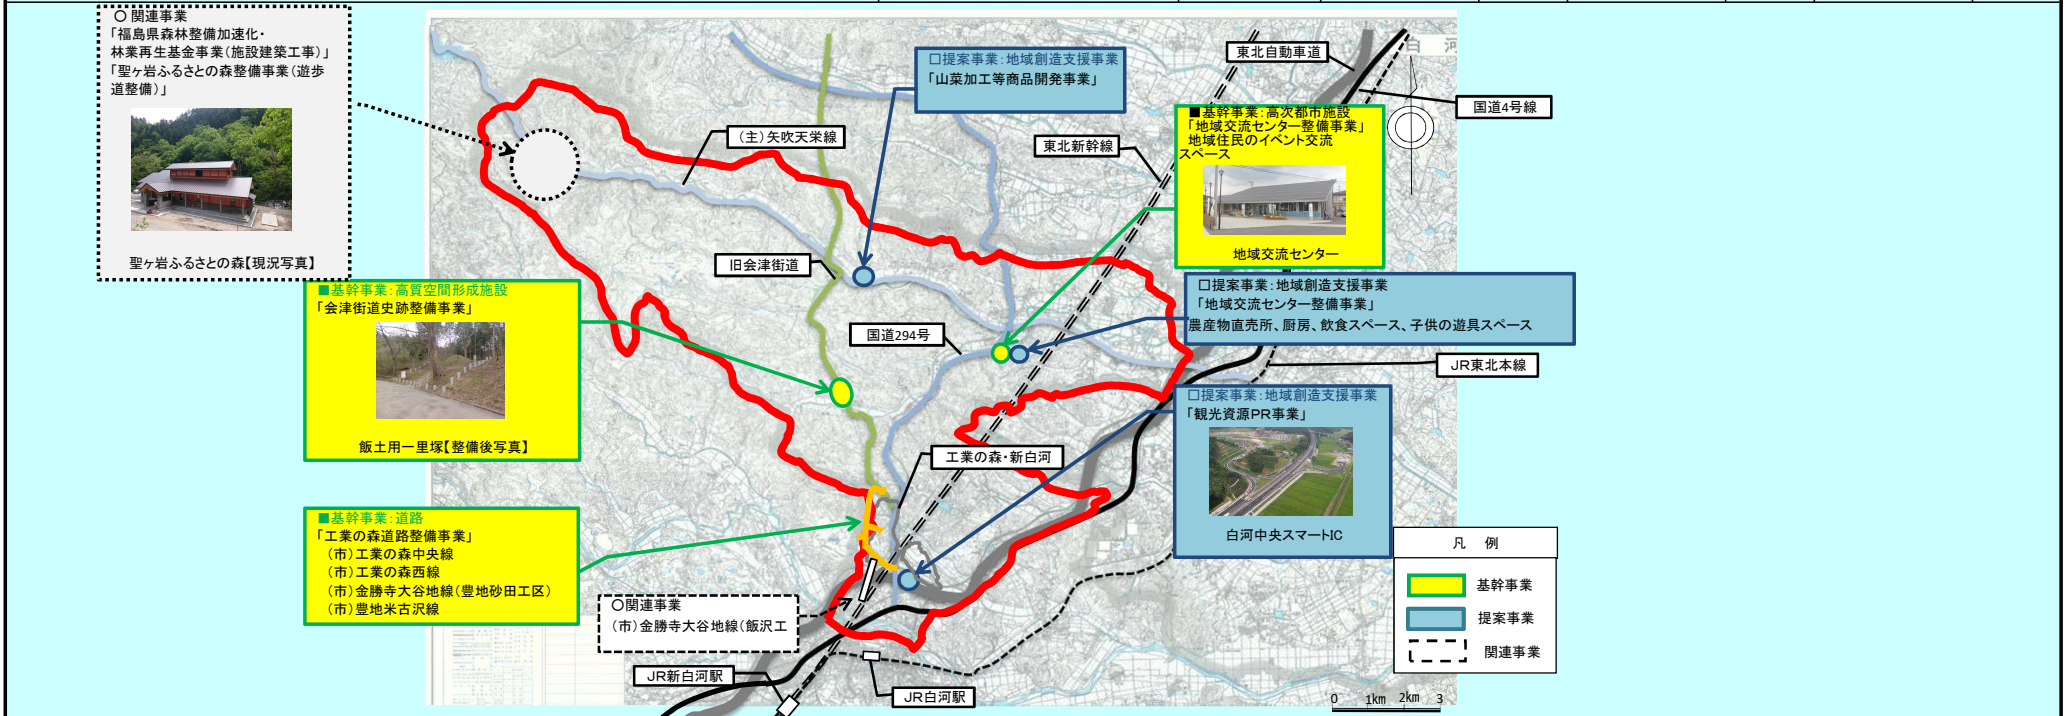 ○ 関連事業
「福島県森林整備加速化・
林業再生基金事業(施設建築工事)」
「聖ヶ岩ふるさとの森整備事業(遊歩
道整備)」
聖ヶ岩ふるさとの森【現況写真】
■基幹事業：高質空間形成施設
「会津街道史跡整備事業」
飯土用一里塚【整備後写真】
■基幹事業：道路
「工業の森道路整備事業」
(市)工業の森中央線
(市)工業の森西線
(市)金勝寺大谷地線(豊地砂田工区)
(市)豊地米古沢線
○関連事業
(市)金勝寺大谷地線(飯沢工
□提案事業：地域創造支援事業
「山菜加工等商品開発事業」
(主)矢吹天栄線
旧会津街道
国道294号
工業の森・新白河
JR新白河駅
JR白河駅
東北新幹線
東北自動車道
白 河
国道4号線
■基幹事業：高次都市施設
「地域交流センター整備事業」
地域住民のイベント交流
スペース
地域交流センター
□提案事業：地域創造支援事業
「地域交流センター整備事業」
農産物直売所、厨房、飲食スペース、子供の遊具スペース
JR東北本線
□提案事業：地域創造支援事業
「観光資源PR事業」
白河中央スマートIC
凡 例
基幹事業
提案事業
関連事業
0 1km 2km 3